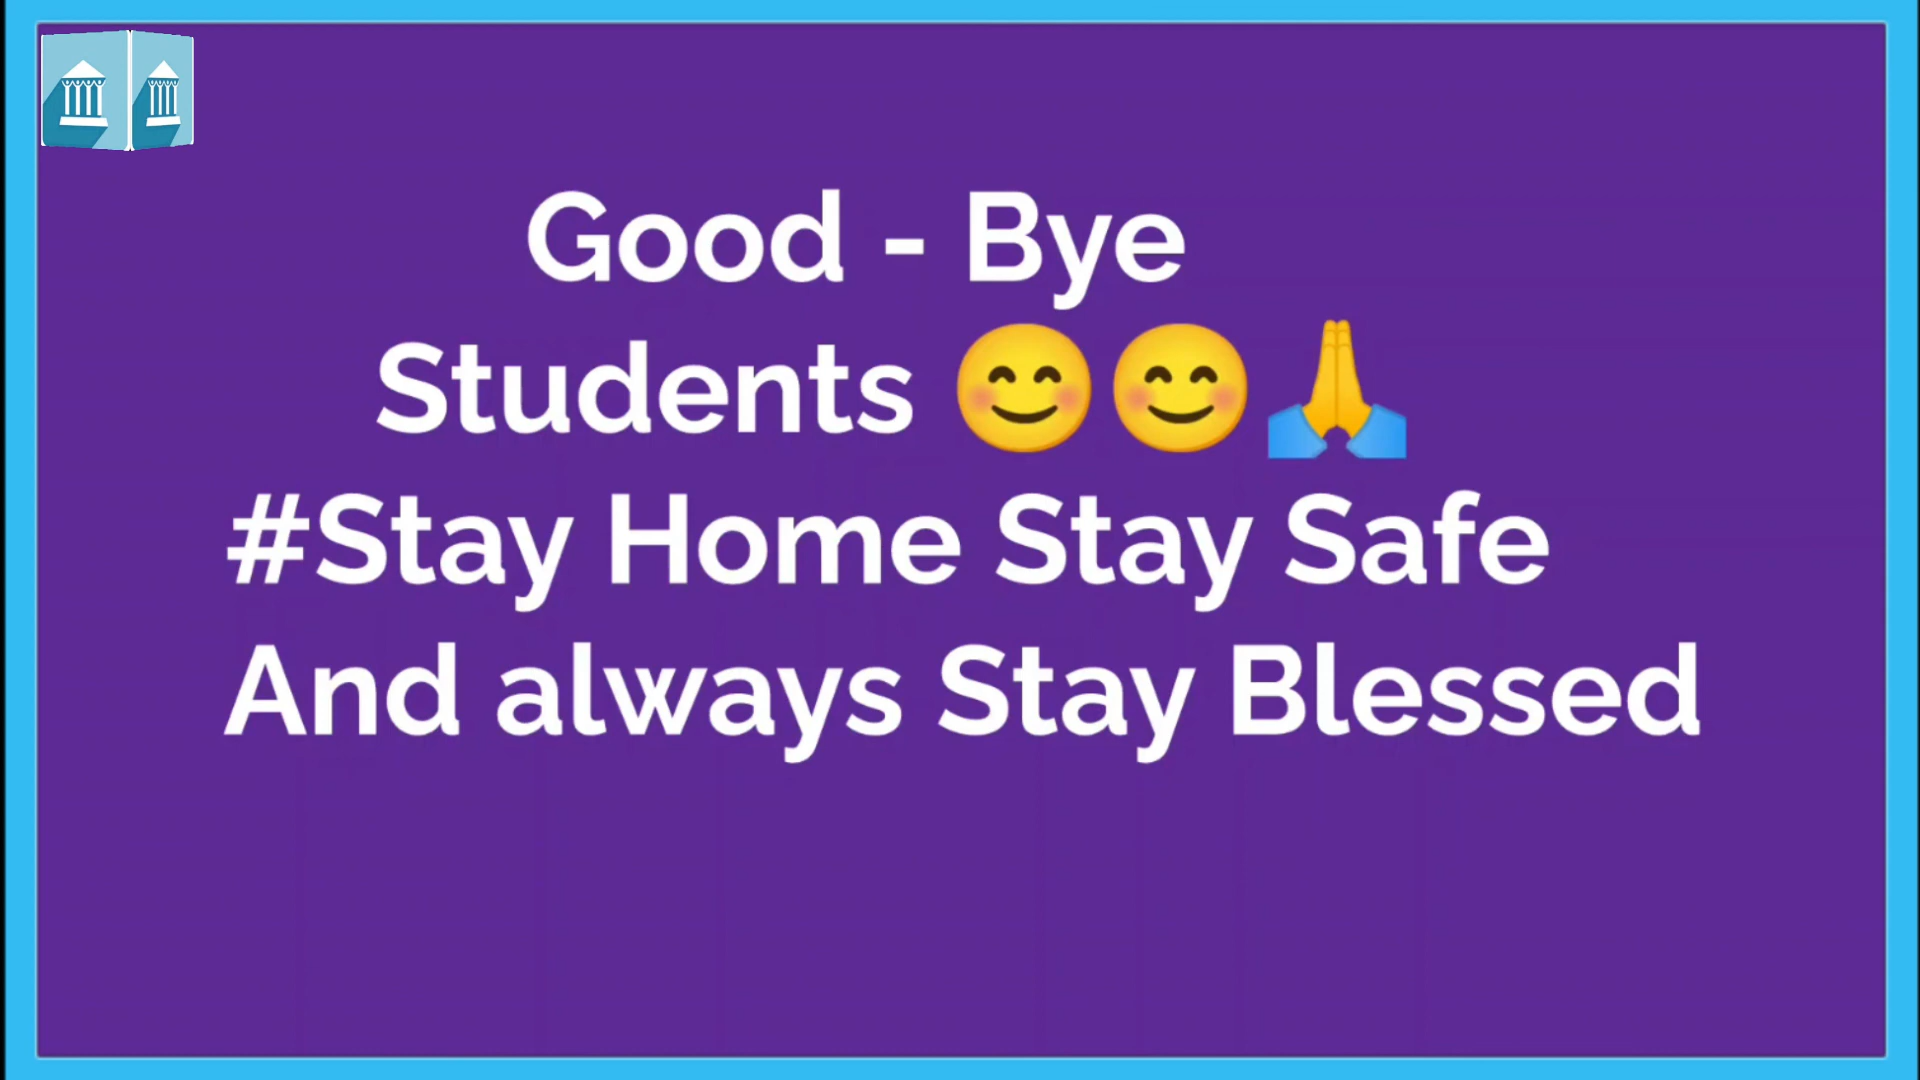 Good - Bye
Students 😊😊🙏
#Stay Home Stay Safe
And always Stay Blessed